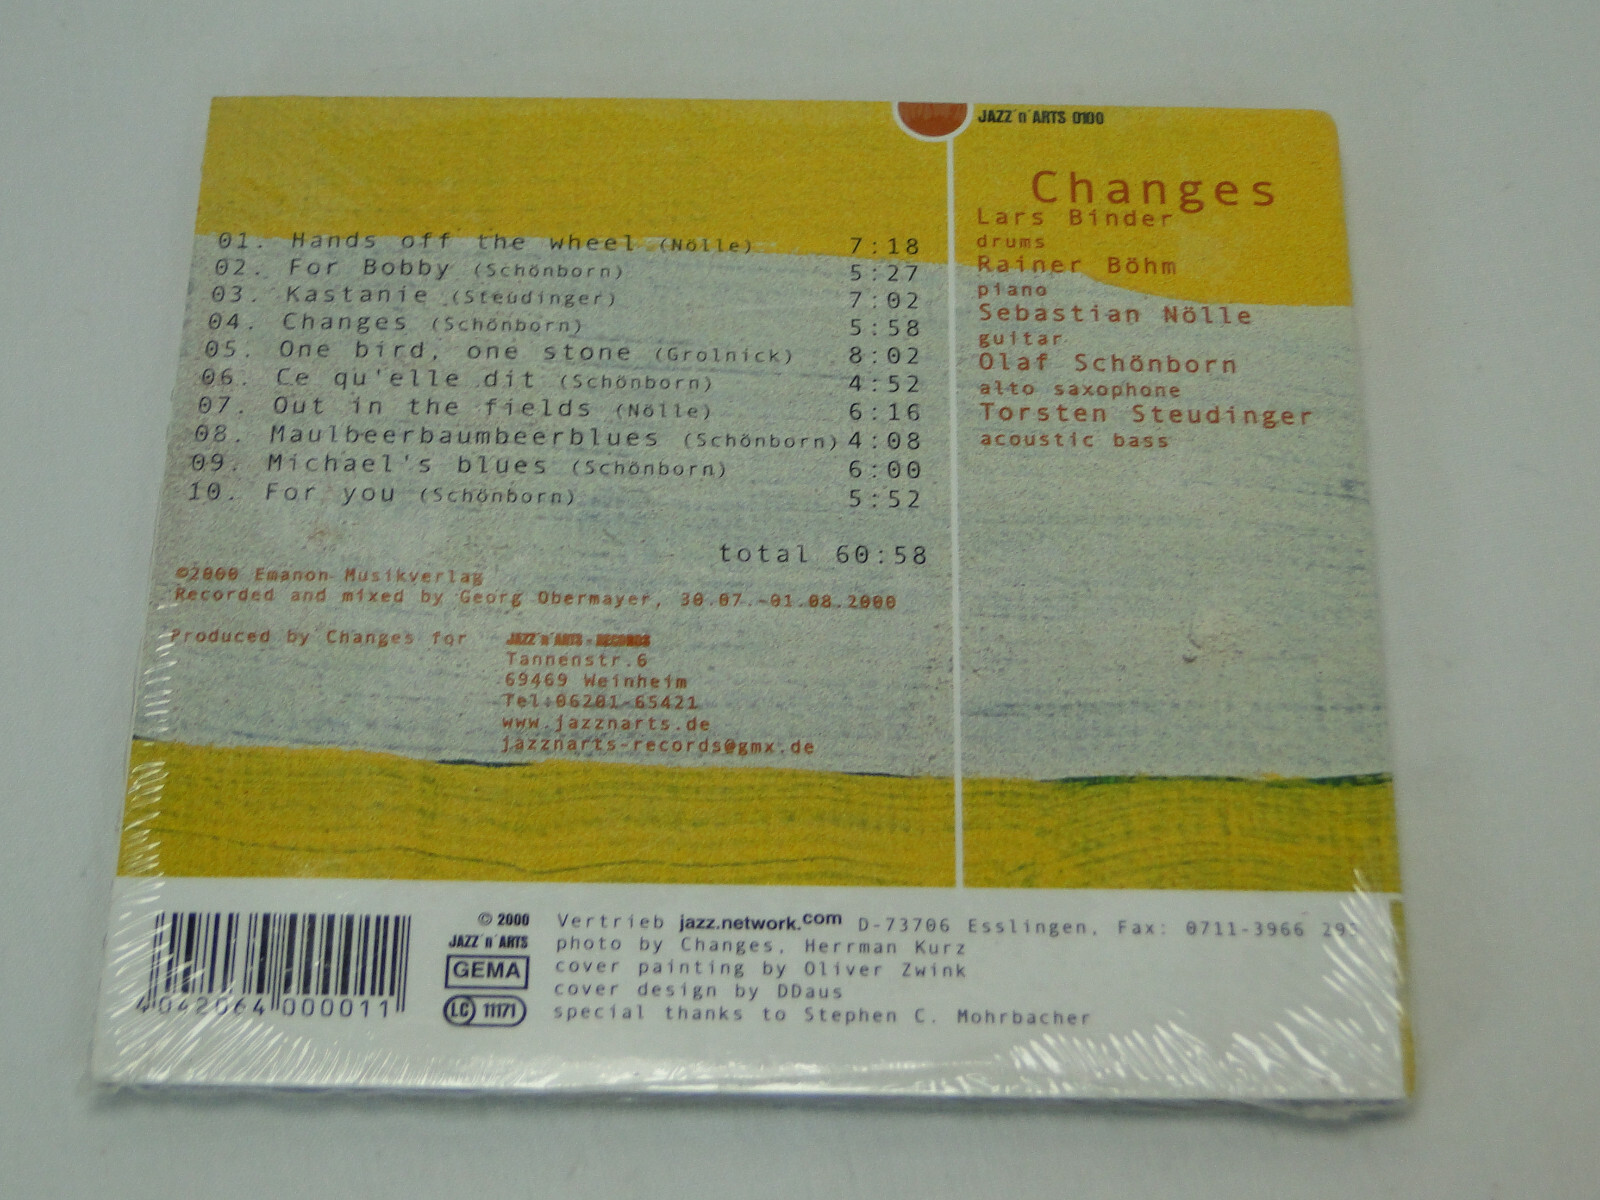 JAZZ´n´ARTS 0100
Changes
Lars Binder
drums
Rainer Böhm
piano
Sebastian Nölle
guitar
Olaf Schönborn
alto saxophone
Torsten Steudinger
acoustic bass
01. Hands off the wheel (Nölle) 7:18
02. For Bobby (Schönborn) 5:27
03. Kastanie (Steudinger) 7:02
04. Changes (Schönborn) 5:58
05. One bird, one stone (Grolnick) 8:02
06. Ce qu'elle dit (Schönborn) 4:52
07. Out in the fields (Nölle) 6:16
08. Maulbeerbaumbeerblues (Schönborn) 4:08
09. Michael's blues (Schönborn) 6:00
10. For you (Schönborn) 5:52
total 60:58
©2000 Emanon Musikverlag
Recorded and mixed by Georg Obermayer, 30.07.-01.08.2000
Produced by Changes for JAZZ´n´ARTS - RECORDS
Tannenstr.6
69469 Weinheim
Tel:06201-65421
www.jazznarts.de
jazznarts-records@gmx.de
4042064000011
© 2000
JAZZ´n´ARTS
GEMA
LC 11171
Vertrieb jazz.network.com D-73706 Esslingen, Fax: 0711-3966
photo by Changes, Herrman Kurz
cover painting by Oliver Zwink
cover design by DDaus
special thanks to Stephen C. Mohrbacher